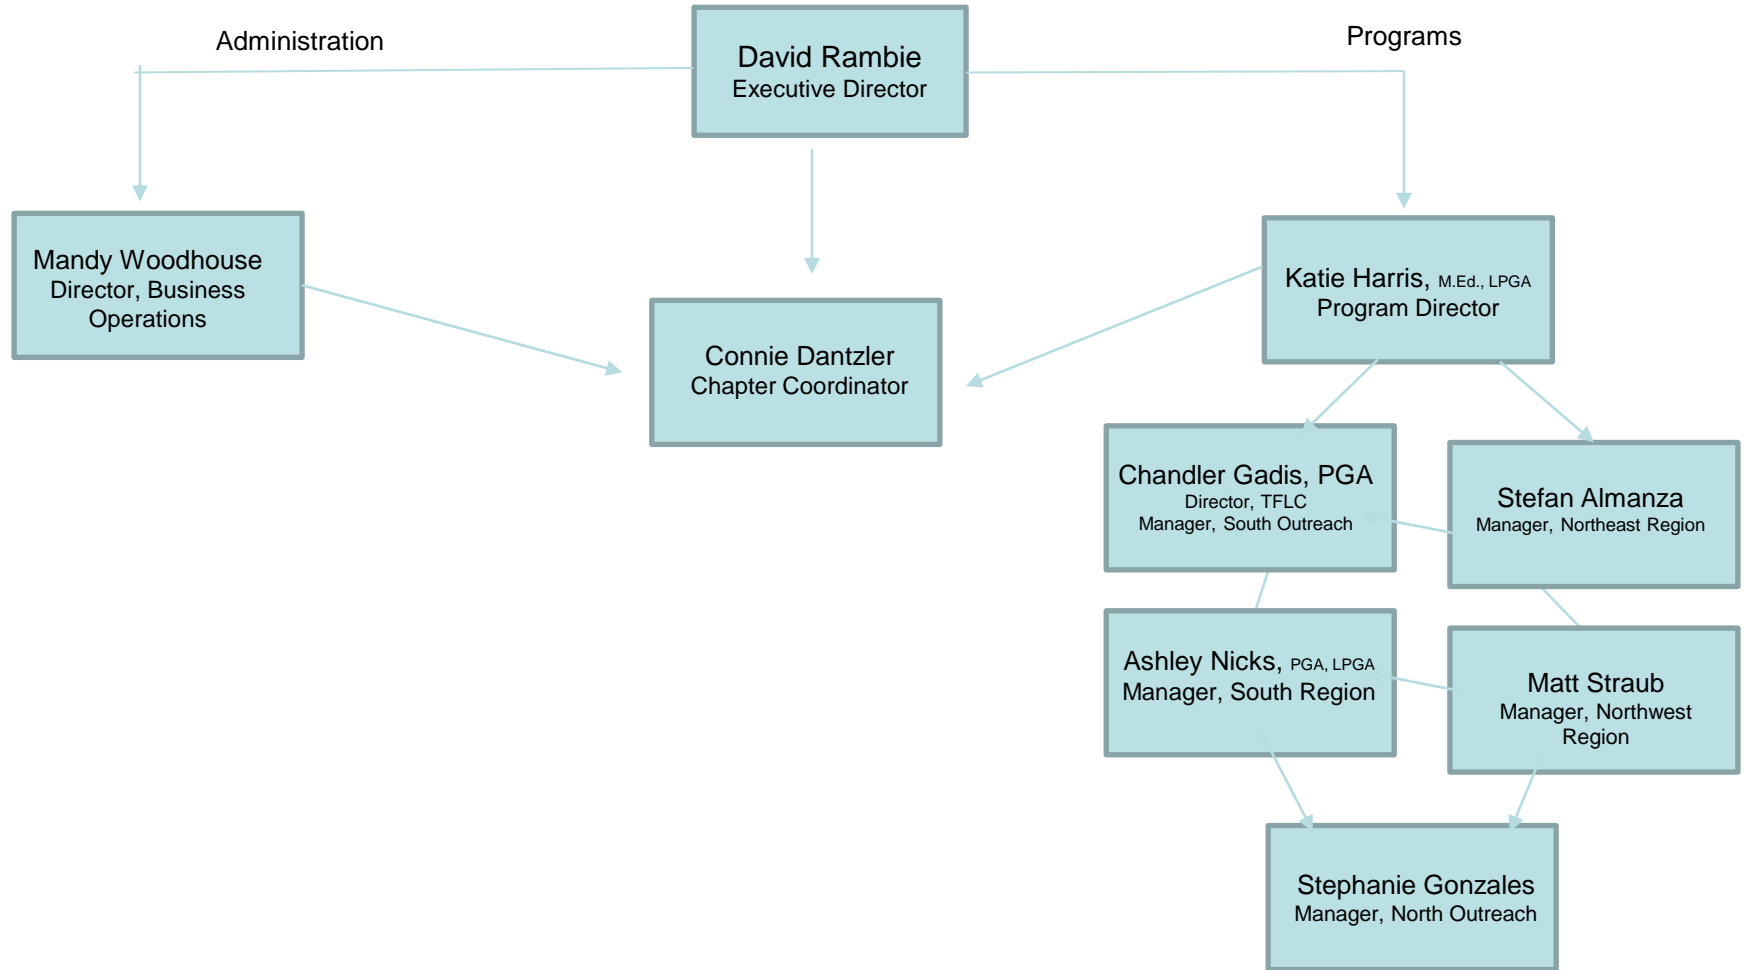 Administration
David Rambie
Executive Director
Programs
Mandy Woodhouse
Director, Business
Operations
Connie Dantzler
Chapter Coordinator
Katie Harris, M.Ed., LPGA
Program Director
Chandler Gadis, PGA
Director, TFLC
Manager, South Outreach
Stefan Almanza
Manager, Northeast Region
Ashley Nicks, PGA, LPGA
Manager, South Region
Matt Straub
Manager, Northwest
Region
Stephanie Gonzales
Manager, North Outreach